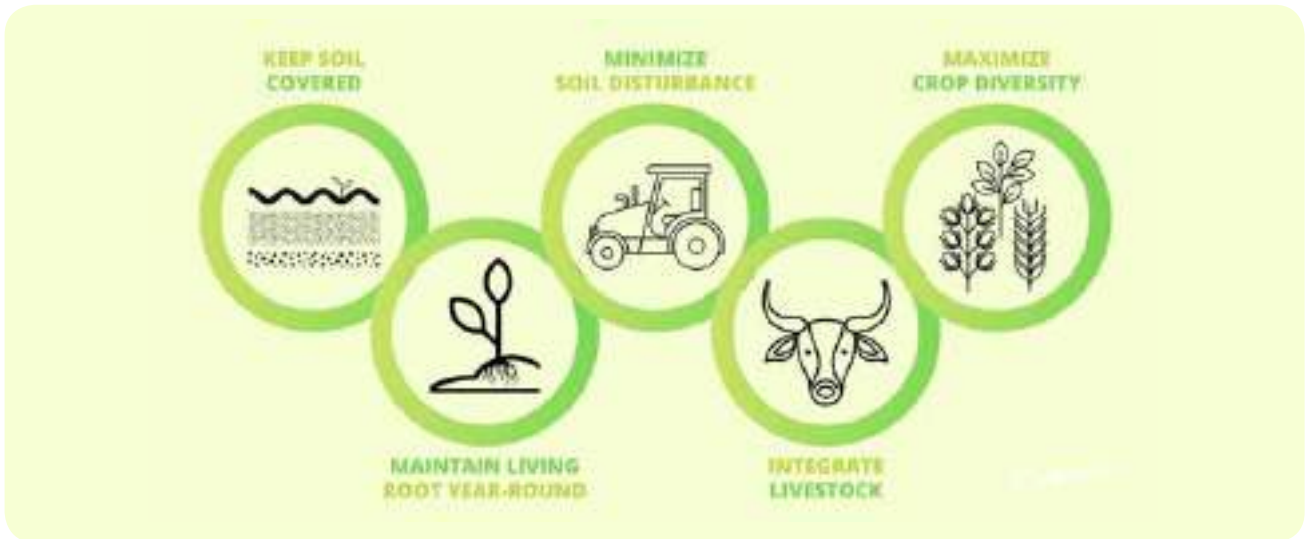 KEEP SOIL
COVERED
MINIMIZE
SOIL DISTURBANCE
MAXIMIZE
CROP DIVERSITY
MAINTAIN LIVING
ROOT YEAR-ROUND
INTEGRATE
LIVESTOCK